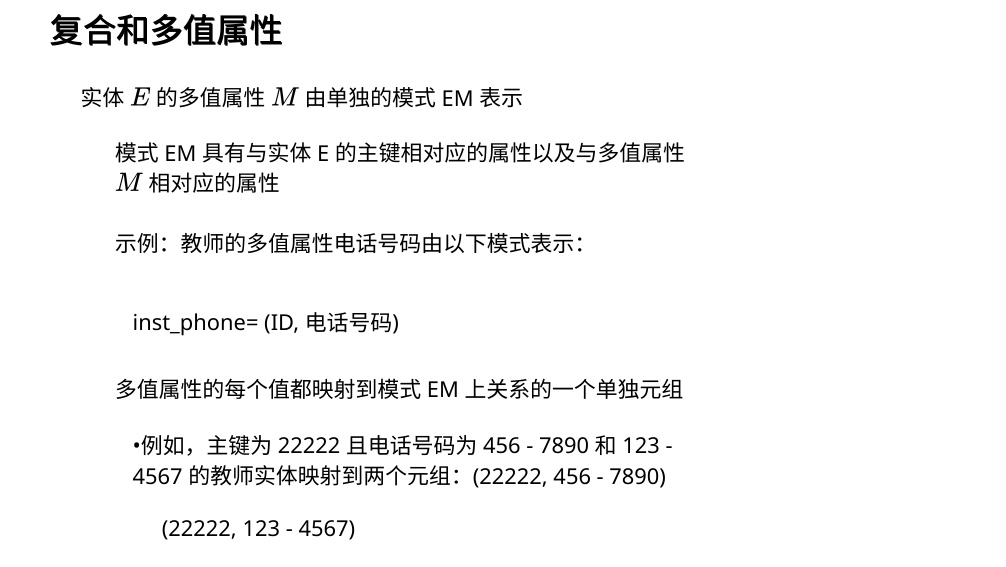 复合和多值属性
实体 E 的多值属性 M 由单独的模式 EM 表示
模式 EM 具有与实体 E 的主键相对应的属性以及与多值属性
M 相对应的属性
示例：教师的多值属性电话号码由以下模式表示：
inst_phone= (ID, 电话号码)
多值属性的每个值都映射到模式 EM 上关系的一个单独元组
•例如，主键为 22222 且电话号码为 456 - 7890 和 123 -
4567 的教师实体映射到两个元组：(22222, 456 - 7890)
(22222, 123 - 4567)